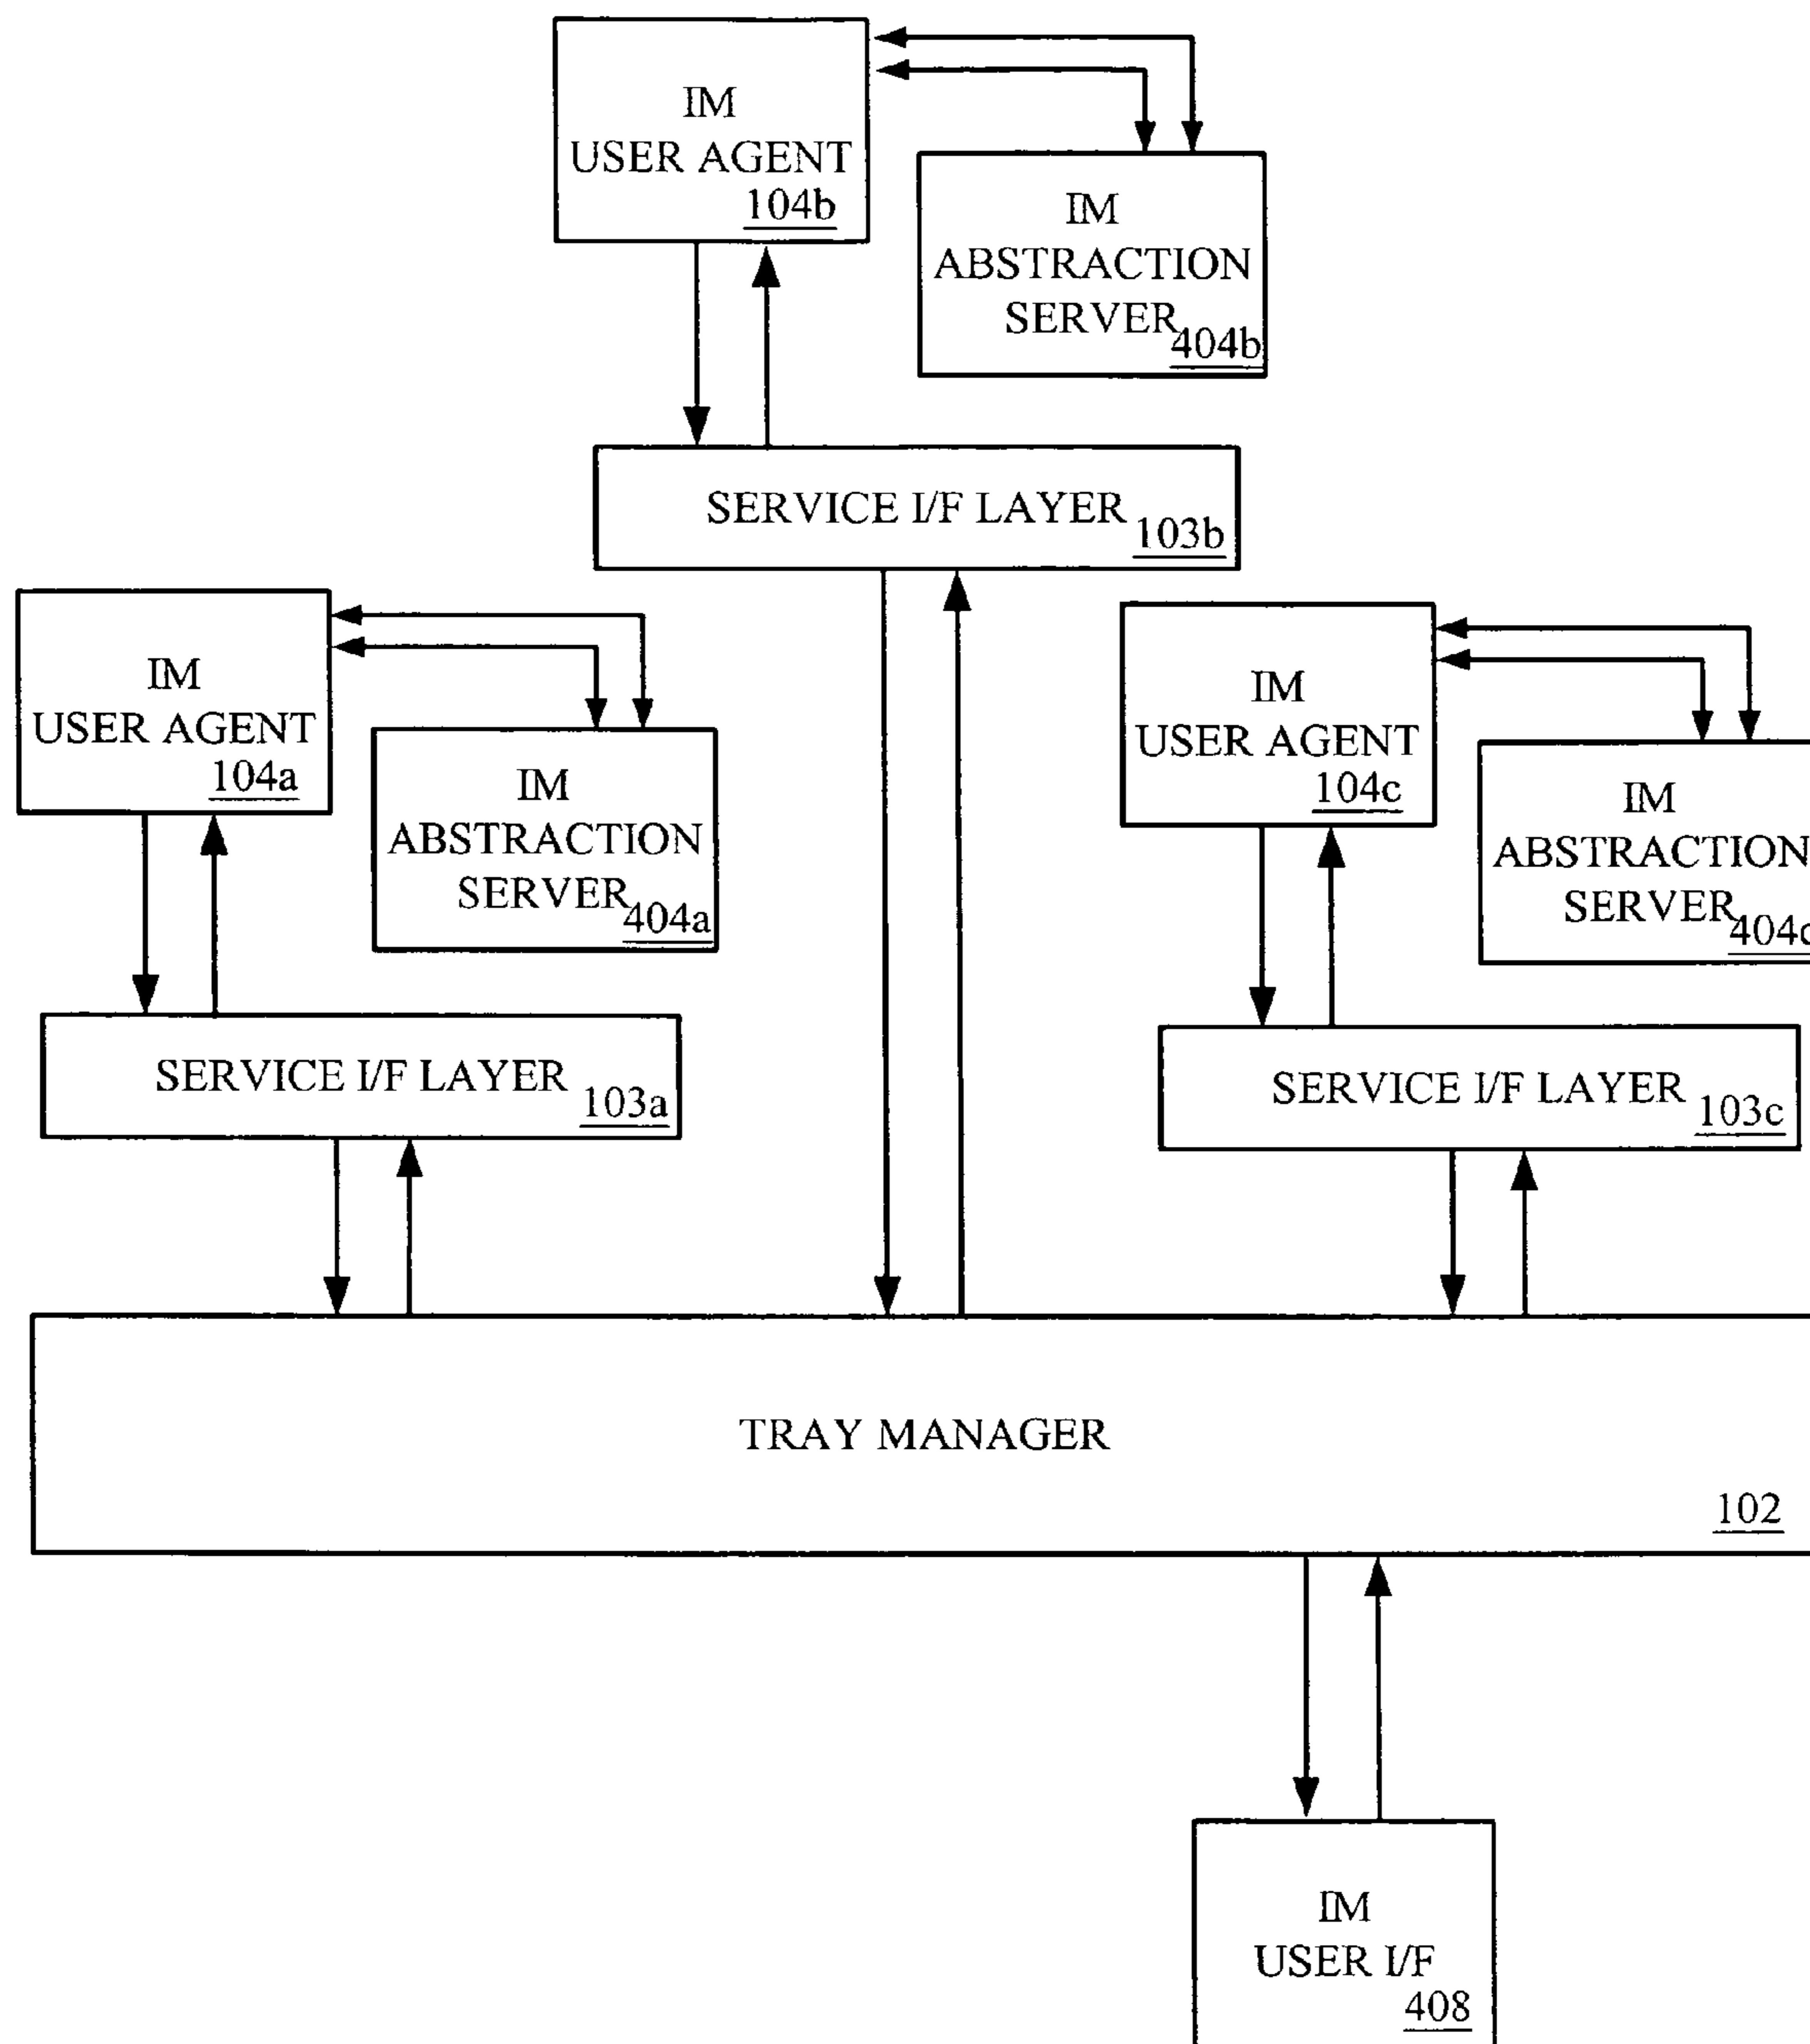 IM
USER AGENT
104b
IM
ABSTRACTION
SERVER
404b
SERVICE I/F LAYER
103b
IM
USER AGENT
104a
IM
ABSTRACTION
SERVER
404a
SERVICE I/F LAYER
103a
IM
USER AGENT
104c
IM
ABSTRACTION
SERVER
SERVICE I/F LAYER
103c
TRAY MANAGER
102
IM
USER I/F
408